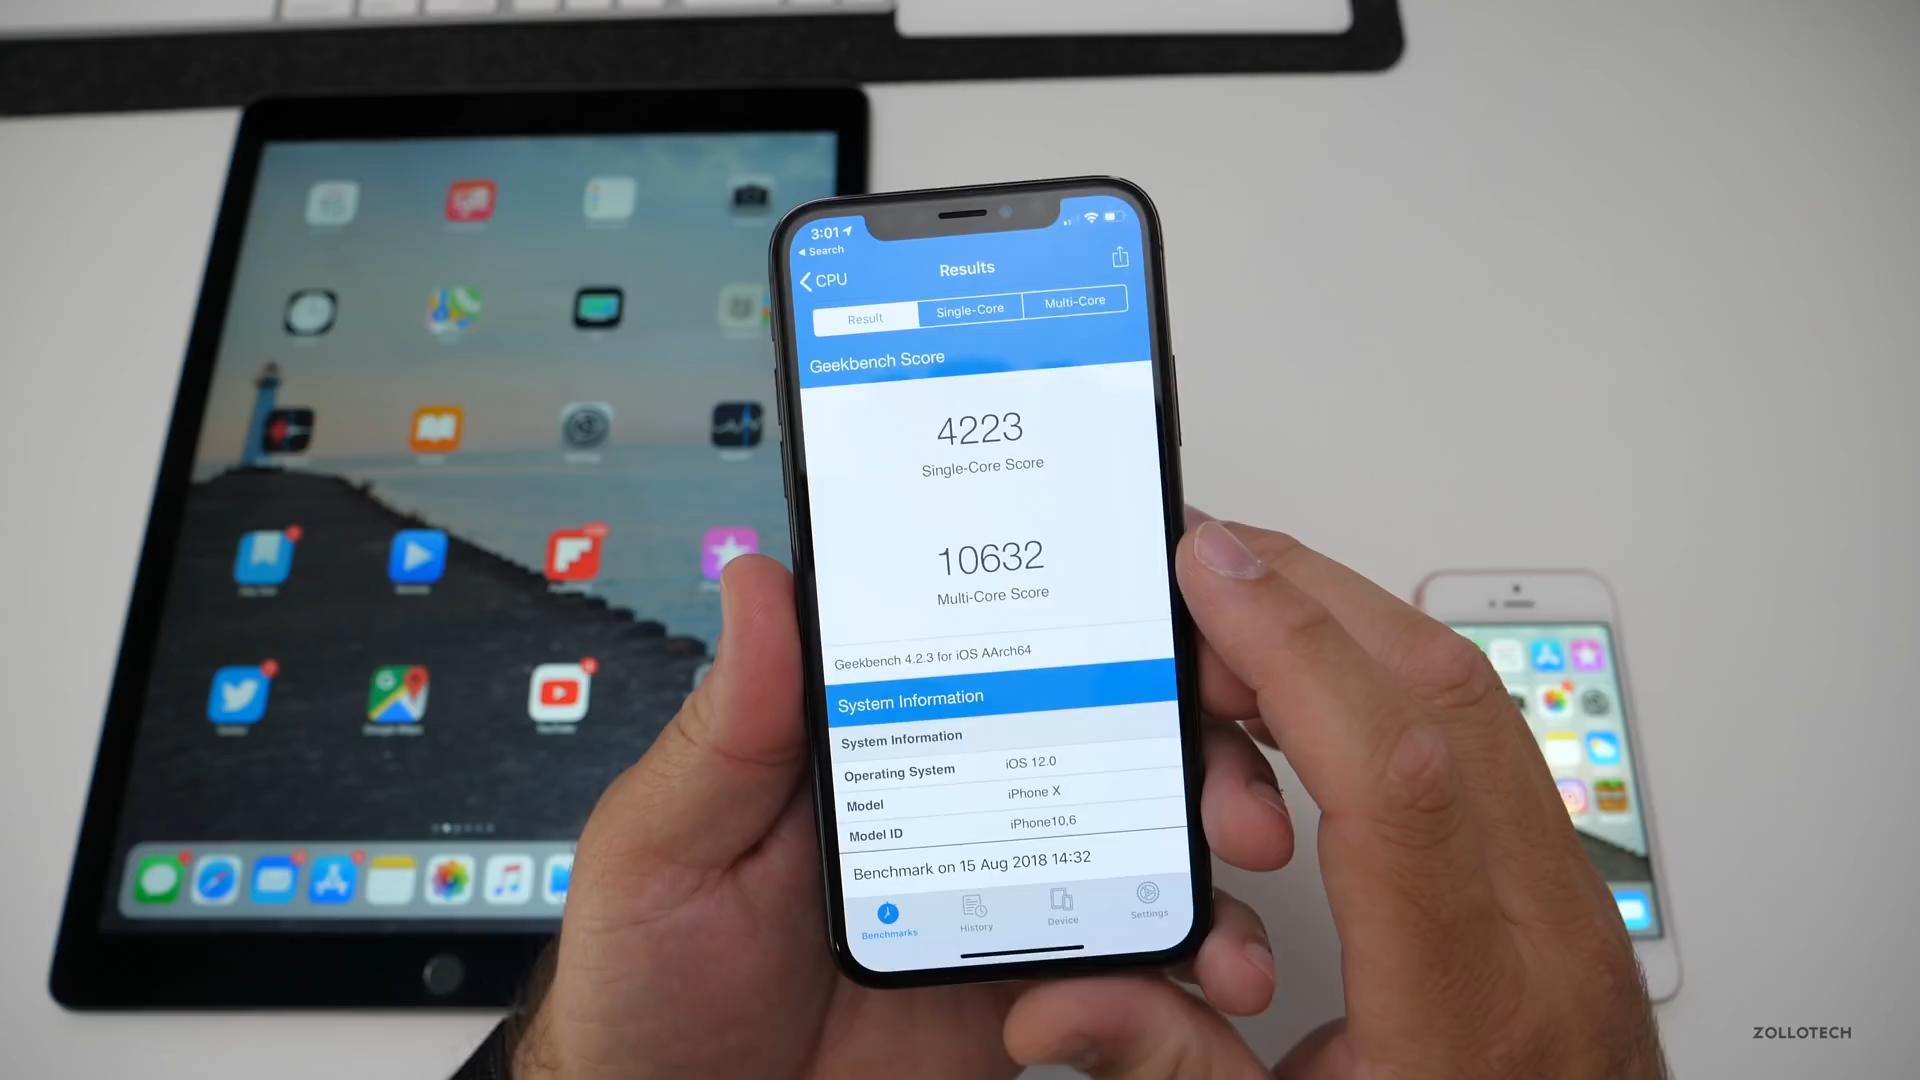 3:01
Search
CPU
Results
Result
Single-Core
Multi-Core
Geekbench Score
4223
Single-Core Score
10632
Multi-Core Score
Geekbench 4.2.3 for iOS AArch64
System Information
System Information
Operating System iOS 12.0
Model iPhone X
Model ID iPhone10,6
Benchmark on 15 Aug 2018 14:32
Benchmarks
History
Device
Settings
ZOLLOTECH